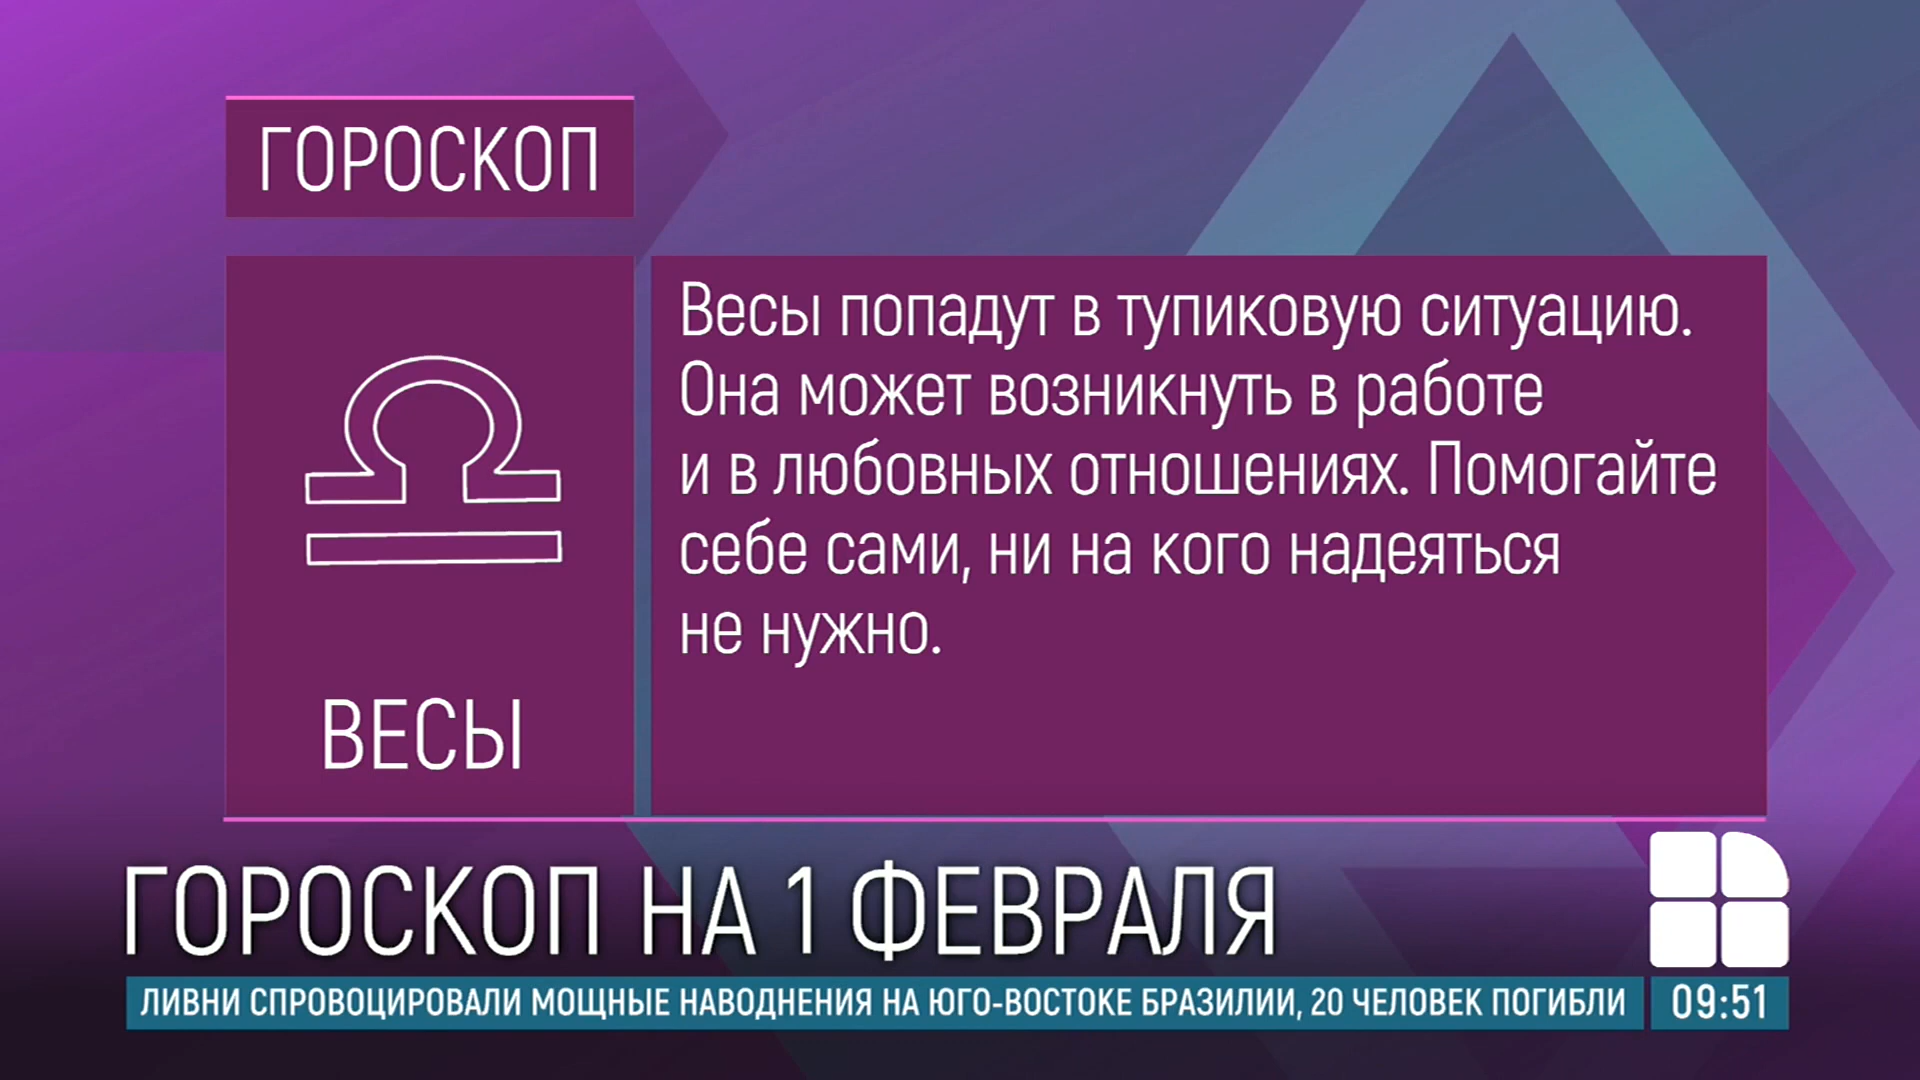 ГОРОСКОП
ВЕСЫ
Весы попадут в тупиковую ситуацию.
Она может возникнуть в работе
и в любовных отношениях. Помогайте
себе сами, ни на кого надеяться
не нужно.
ГОРОСКОП НА 1 ФЕВРАЛЯ
ЛИВНИ СПРОВОЦИРОВАЛИ МОЩНЫЕ НАВОДНЕНИЯ НА ЮГО-ВОСТОКЕ БРАЗИЛИИ, 20 ЧЕЛОВЕК ПОГИБЛИ
09:51